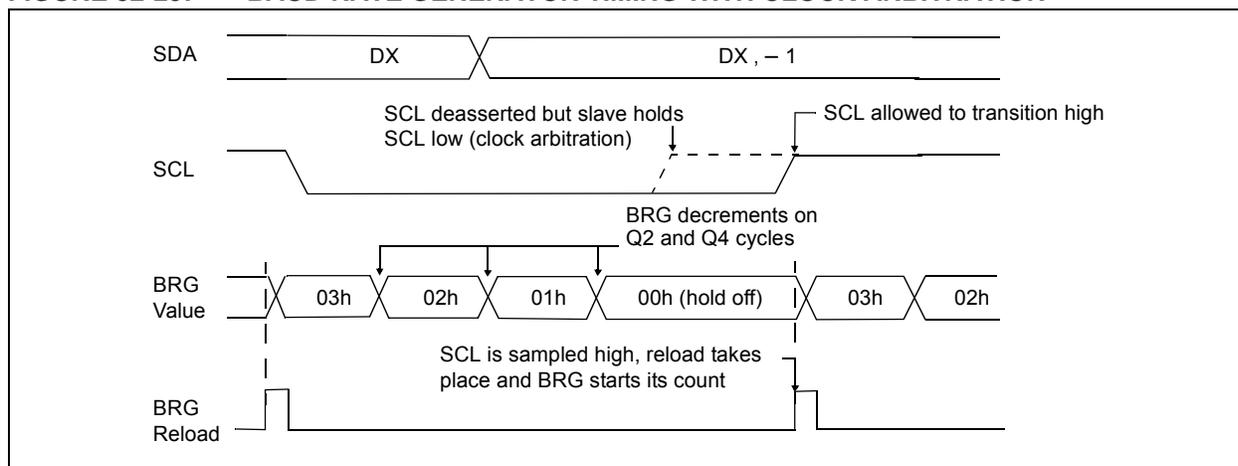 SDA
DX
DX , – 1
SCL deasserted but slave holds
SCL low (clock arbitration)
SCL allowed to transition high
SCL
BRG decrements on
Q2 and Q4 cycles
BRG
Value
03h
02h
01h
00h (hold off)
03h
02h
SCL is sampled high, reload takes
place and BRG starts its count
BRG
Reload